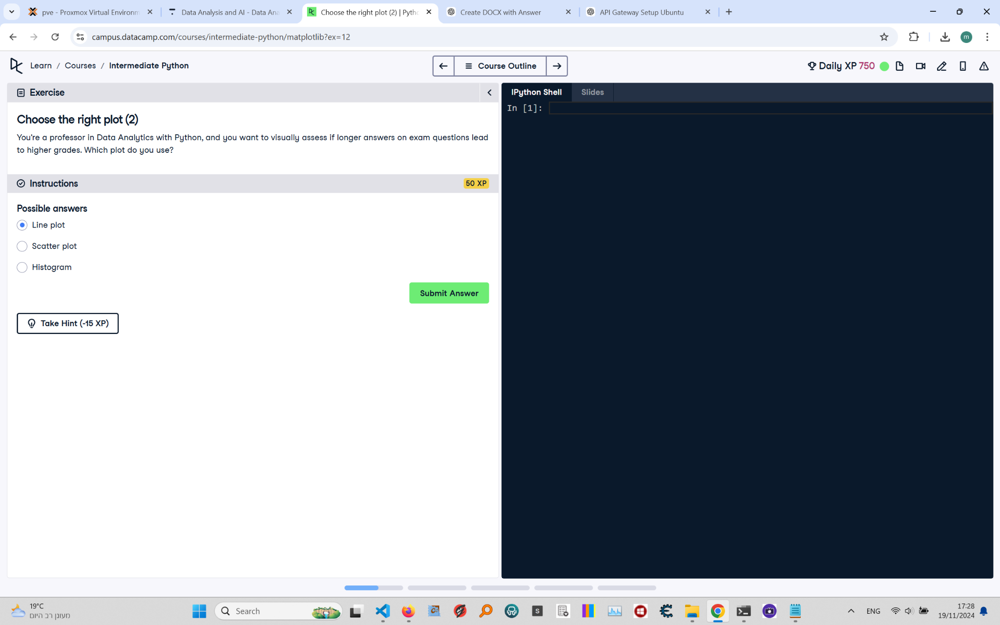 pve - Proxmox Virtual Environm
Data Analysis and AI - Data Ana
Choose the right plot (2) | Pytho
Create DOCX with Answer
API Gateway Setup Ubuntu
campus.datacamp.com/courses/intermediate-python/matplotlib?ex=12
m
Learn / Courses / Intermediate Python
Course Outline
Daily XP 750
Exercise
IPython Shell
Slides
In [1]:
Choose the right plot (2)
You're a professor in Data Analytics with Python, and you want to visually assess if longer answers on exam questions lead
to higher grades. Which plot do you use?
Instructions
50 XP
Possible answers
Line plot
Scatter plot
Histogram
Submit Answer
Take Hint (-15 XP)
19°C
מעונן רב היום
Search
S
ENG
17:28
19/11/2024